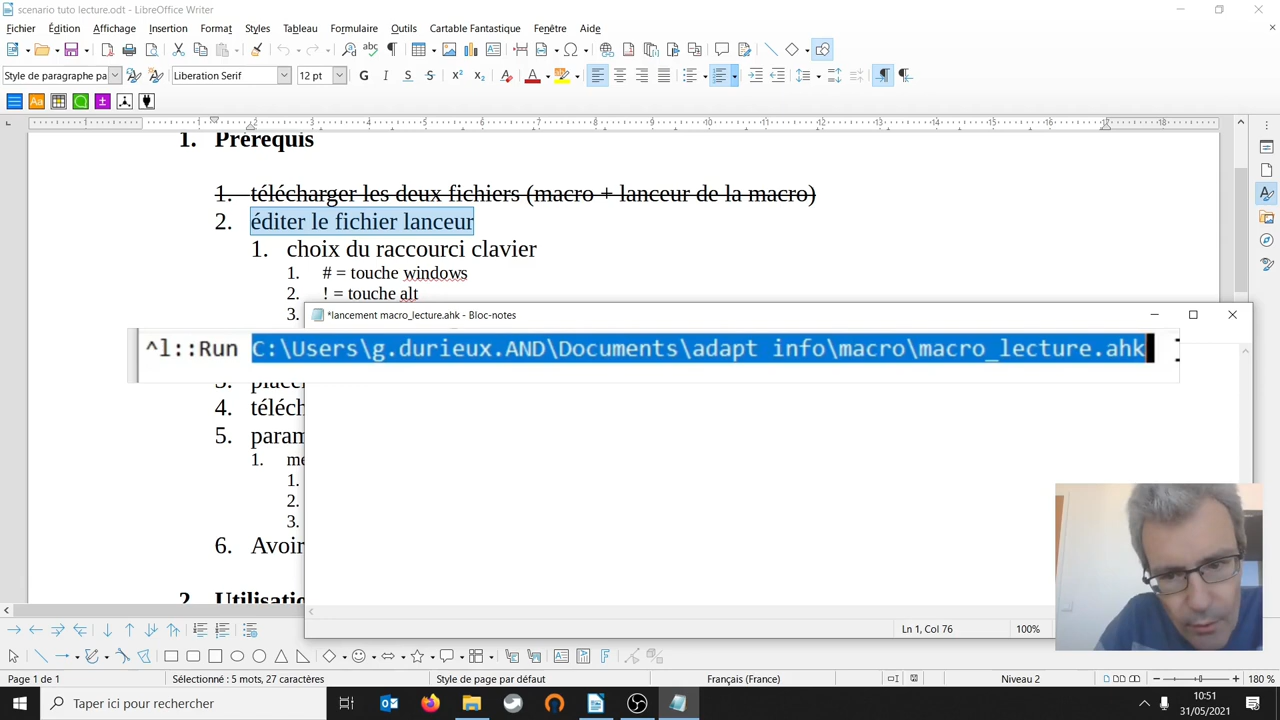 scenario tuto lecture.odt - LibreOffice Writer
Fichier Édition Affichage Insertion Format Styles Tableau Formulaire Outils Cartable Fantastique Fenêtre Aide
Style de paragraphe pa Liberation Serif 12 pt
1. Prérequis
1. télécharger les deux fichiers (macro + lanceur de la macro)
2. éditer le fichier lanceur
1. choix du raccourci clavier
1. # = touche windows
2. ! = touche alt
3.
*lancement macro_lecture.ahk - Bloc-notes
^l::Run C:\Users\g.durieux.AND\Documents\adapt info\macro\macro_lecture.ahk
4. téléch
5. param
1. me
1.
2.
3.
6. Avoir
2. Utilisatio
Ln 1, Col 76 100%
Page 1 de 1 Sélectionné : 5 mots, 27 caractères Style de page par défaut Français (France) Niveau 2 180 %
Taper ici pour rechercher
10:51
31/05/2021